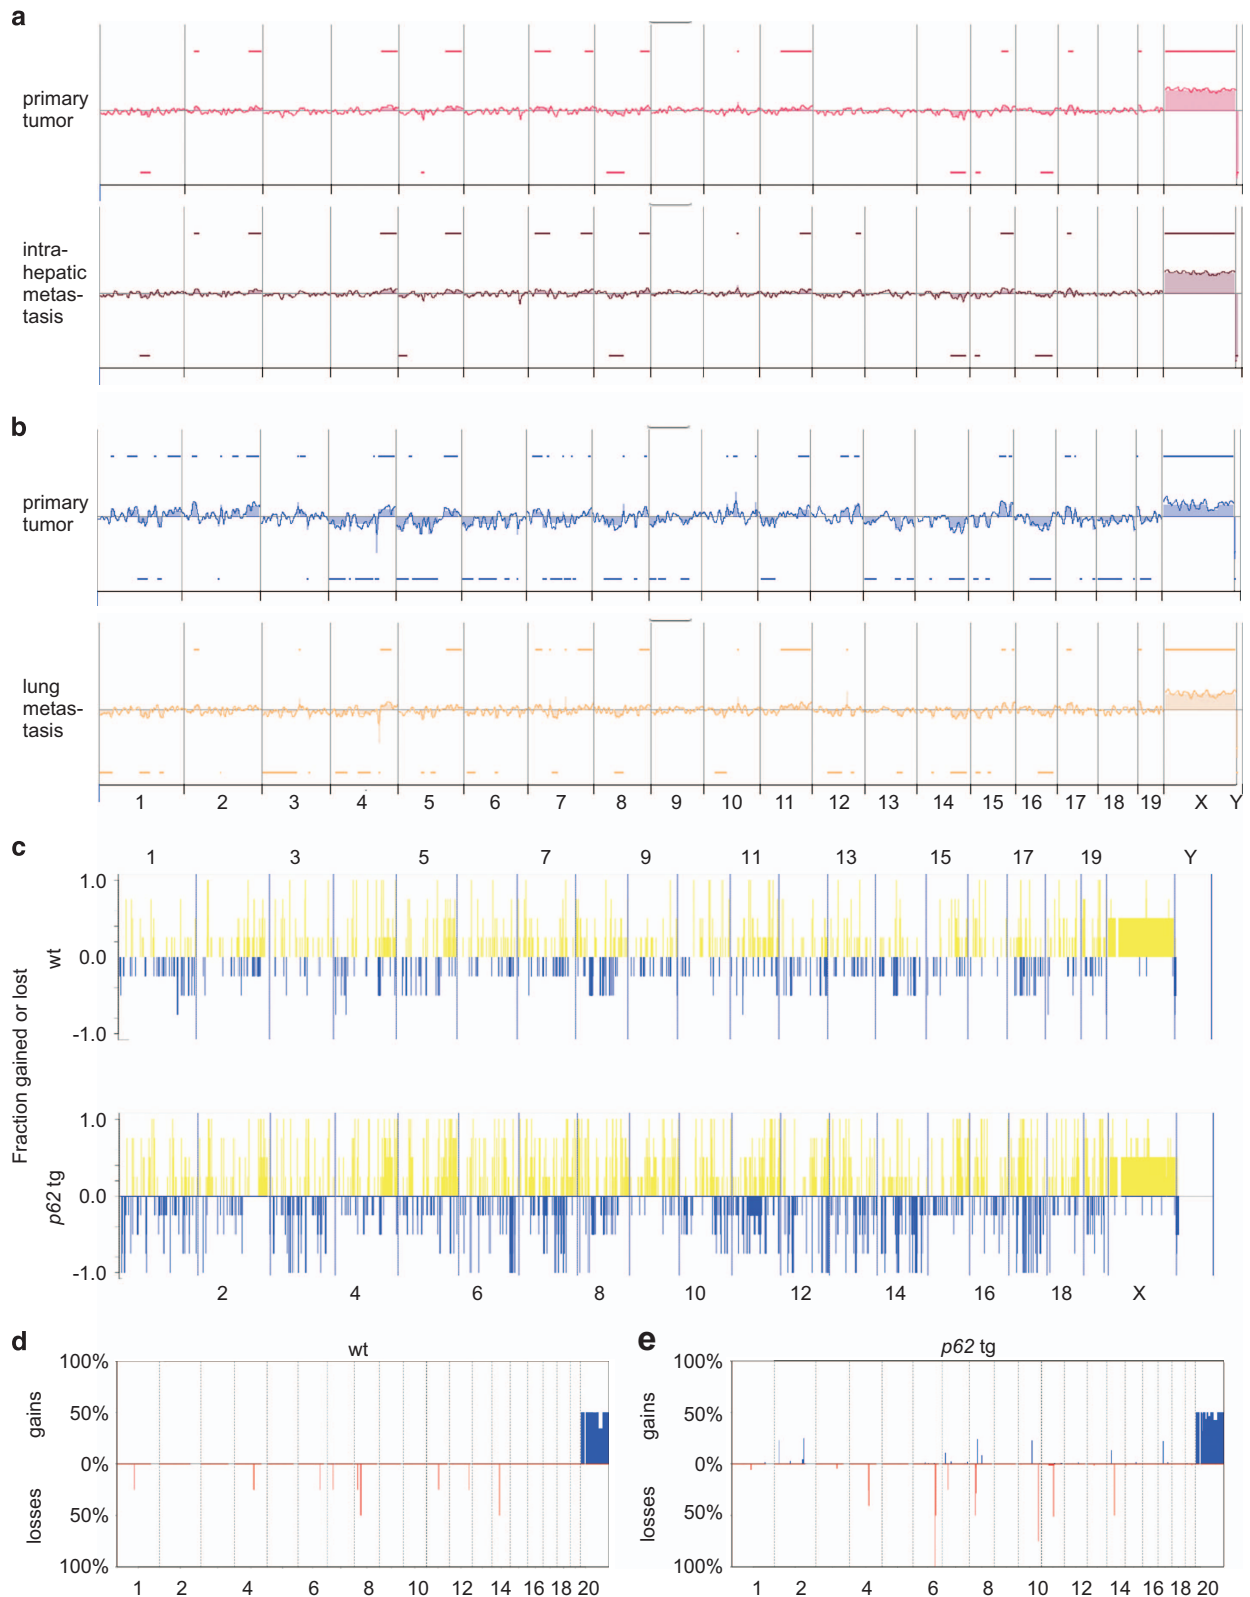 a
primary
tumor
intra-
hepatic
metas-
tasis
b
primary
tumor
lung
metas-
tasis
1 2 3 4 5 6 7 8 9 10 11 12 13 14 15 16 17 18 19 X Y
c
1 3 5 7 9 11 13 15 17 19 Y
Fraction gained or lost
wt
1.0
0.0
-1.0
p62 tg
1.0
0.0
-1.0
2 4 6 8 10 12 14 16 18 X
d
wt
100%
50%
0%
50%
100%
gains
losses
1 2 4 6 8 10 12 14 16 18 20
e
p62 tg
100%
50%
0%
50%
100%
gains
losses
1 2 4 6 8 10 12 14 16 18 20